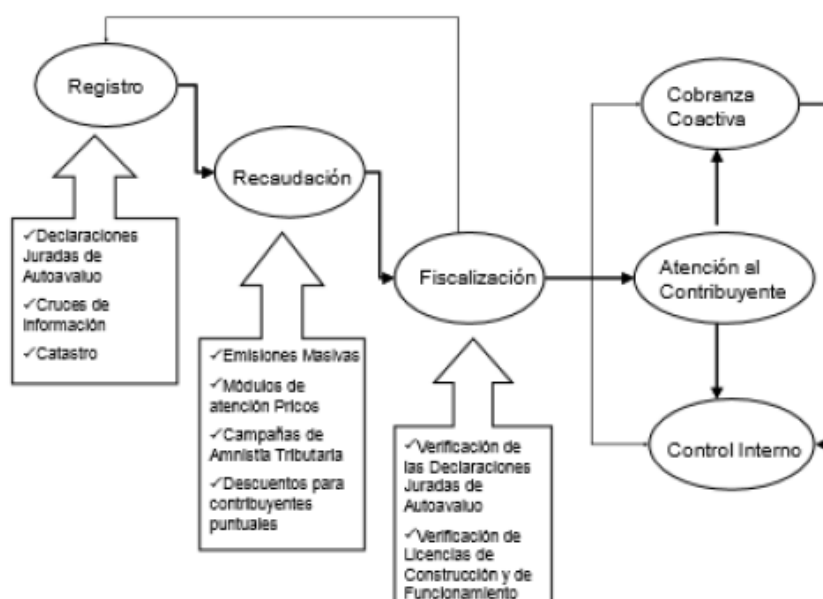 Registro
Recaudación
Fiscalización
Cobranza
Coactiva
Atención al
Contribuyente
Control Interno
✓Declaraciones
Juradas de
Autoavaluo
✓Cruces de
Información
✓Catastro
✓Emisiones Masivas
✓Módulos de
atención Pricos
✓Campañas de
Amnistía Tributaria
✓Descuentos para
contribuyentes
puntuales
✓Verificación de
las Declaraciones
Juradas de
Autoavaluo
✓Verificación de
Licencias de
Construcción y de
Funcionamiento